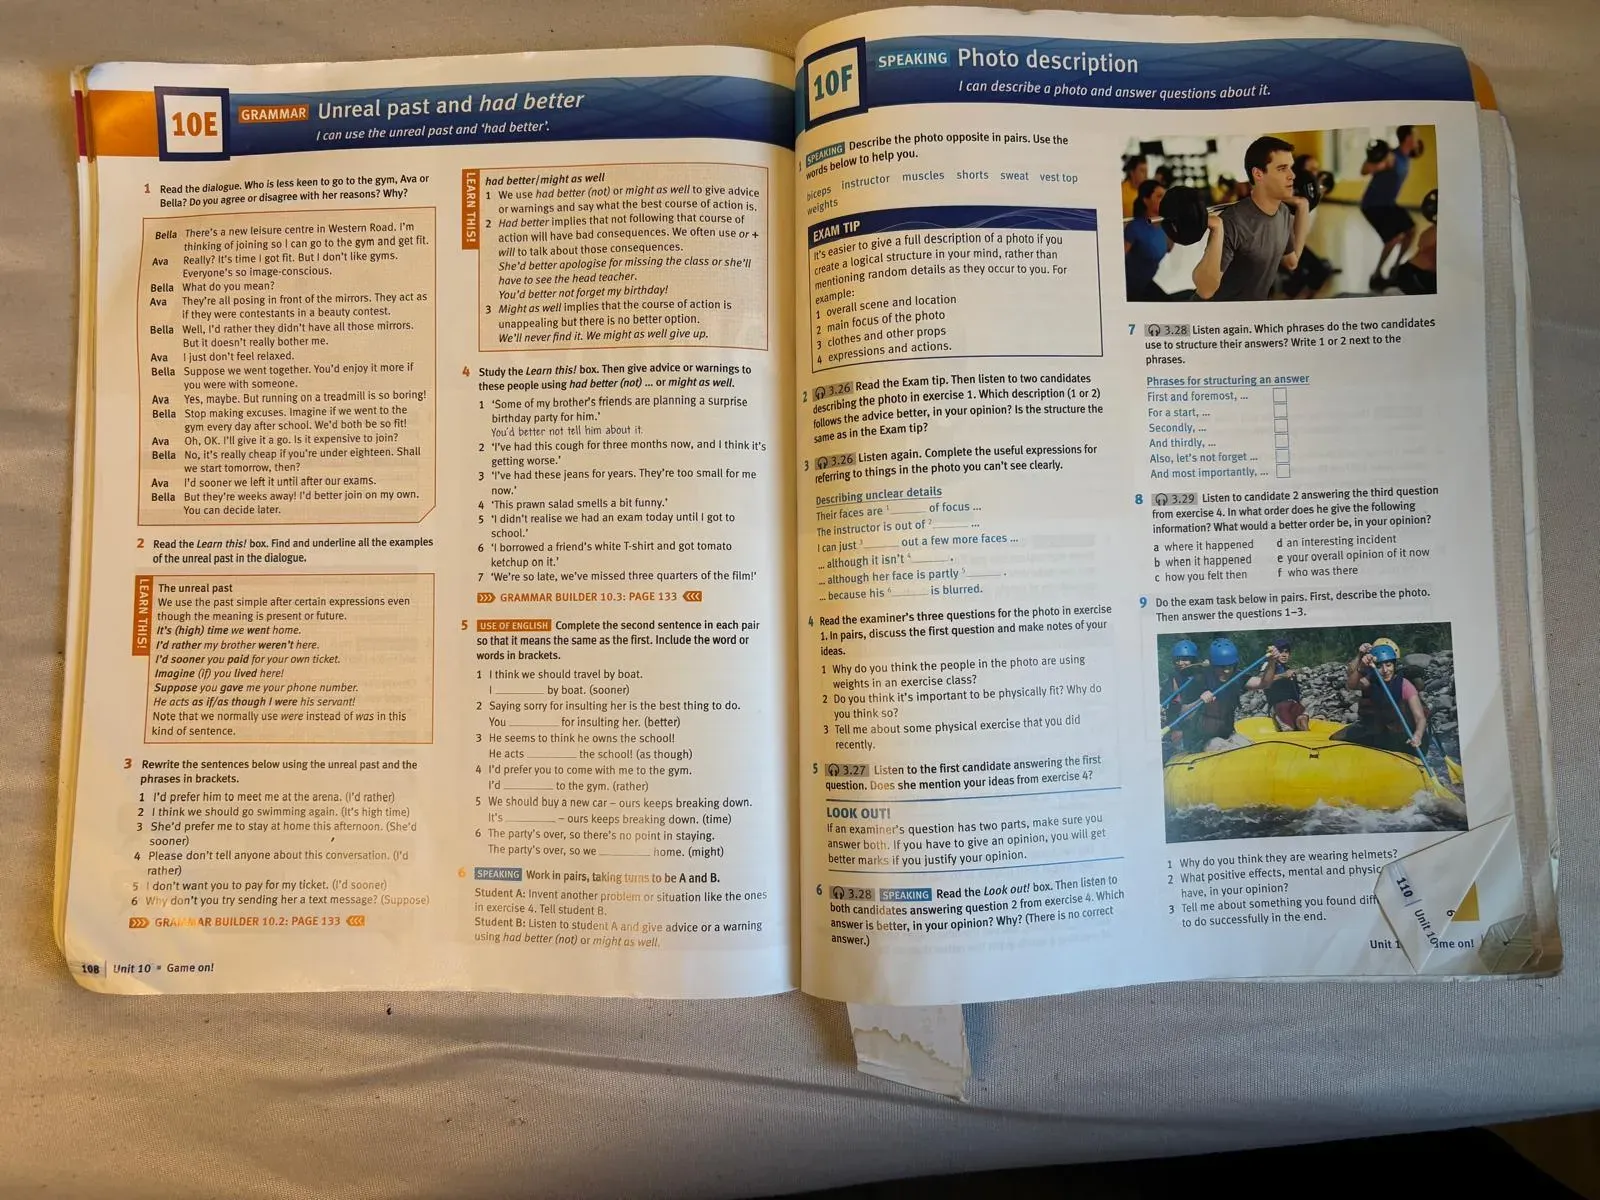 10E
GRAMMAR Unreal past and had better
I can use the unreal past and 'had better'.
1 Read the dialogue. Who is less keen to go to the gym, Ava or
Bella? Do you agree or disagree with her reasons? Why?
Bella There's a new leisure centre in Western Road. I'm
thinking of joining so I can go to the gym and get fit.
Ava Really? It's time I got fit. But I don't like gyms.
Everyone's so image-conscious.
Bella What do you mean?
Ava They're all posing in front of the mirrors. They act as
if they were contestants in a beauty contest.
Bella Well, I'd rather they didn't have all those mirrors.
But it doesn't really bother me.
Ava I just don't feel relaxed.
Bella Suppose we went together. You'd enjoy it more if
you were with someone.
Ava Yes, maybe. But running on a treadmill is so boring!
Bella Stop making excuses. Imagine if we went to the
gym every day after school. We'd both be so fit!
Ava Oh, OK. I'll give it a go. Is it expensive to join?
Bella No, it's really cheap if you're under eighteen. Shall
we start tomorrow, then?
Ava I'd sooner we left it until after our exams.
Bella But they're weeks away! I'd better join on my own.
You can decide later.
2 Read the Learn this! box. Find and underline all the examples
of the unreal past in the dialogue.
LEARN THIS!
The unreal past
We use the past simple after certain expressions even
though the meaning is present or future.
It's (high) time we went home.
I'd rather my brother weren't here.
I'd sooner you paid for your own ticket.
Imagine (if) you lived here!
Suppose you gave me your phone number.
He acts as if/as though I were his servant!
Note that we normally use were instead of was in this
kind of sentence.
3 Rewrite the sentences below using the unreal past and the
phrases in brackets.
1 I'd prefer him to meet me at the arena. (I'd rather)
2 I think we should go swimming again. (It's high time)
3 She'd prefer me to stay at home this afternoon. (She'd
sooner)
4 Please don't tell anyone about this conversation. (I'd
rather)
5 I don't want you to pay for my ticket. (I'd sooner)
6 Why don't you try sending her a text message? (Suppose)
GRAMMAR BUILDER 10.2: PAGE 133
108 Unit 10 ▪ Game on!
LEARN THIS!
had better/might as well
1 We use had better (not) or might as well to give advice
or warnings and say what the best course of action is.
2 Had better implies that not following that course of
action will have bad consequences. We often use or +
will to talk about those consequences.
She'd better apologise for missing the class or she'll
have to see the head teacher.
You'd better not forget my birthday!
3 Might as well implies that the course of action is
unappealing but there is no better option.
We'll never find it. We might as well give up.
4 Study the Learn this! box. Then give advice or warnings to
these people using had better (not) ... or might as well.
1 'Some of my brother's friends are planning a surprise
birthday party for him.'
You'd better not tell him about it.
2 'I've had this cough for three months now, and I think it's
getting worse.'
3 'I've had these jeans for years. They're too small for me
now.'
4 'This prawn salad smells a bit funny.'
5 'I didn't realise we had an exam today until I got to
school.'
6 'I borrowed a friend's white T-shirt and got tomato
ketchup on it.'
7 'We're so late, we've missed three quarters of the film!'
GRAMMAR BUILDER 10.3: PAGE 133
5 USE OF ENGLISH Complete the second sentence in each pair
so that it means the same as the first. Include the word or
words in brackets.
1 I think we should travel by boat.
I ________ by boat. (sooner)
2 Saying sorry for insulting her is the best thing to do.
You ________ for insulting her. (better)
3 He seems to think he owns the school!
He acts ________ the school! (as though)
4 I'd prefer you to come with me to the gym.
I'd ________ to the gym. (rather)
5 We should buy a new car – ours keeps breaking down.
It's ________ – ours keeps breaking down. (time)
6 The party's over, so there's no point in staying.
The party's over, so we ________ home. (might)
6 SPEAKING Work in pairs, taking turns to be A and B.
Student A: Invent another problem or situation like the ones
in exercise 4. Tell student B.
Student B: Listen to student A and give advice or a warning
using had better (not) or might as well.
10F
SPEAKING Photo description
I can describe a photo and answer questions about it.
1 SPEAKING Describe the photo opposite in pairs. Use the
words below to help you.
biceps instructor muscles shorts sweat vest top
weights
EXAM TIP
It's easier to give a full description of a photo if you
create a logical structure in your mind, rather than
mentioning random details as they occur to you. For
example:
1 overall scene and location
2 main focus of the photo
3 clothes and other props
4 expressions and actions.
2 3.26 Read the Exam tip. Then listen to two candidates
describing the photo in exercise 1. Which description (1 or 2)
follows the advice better, in your opinion? Is the structure the
same as in the Exam tip?
3 3.26 Listen again. Complete the useful expressions for
referring to things in the photo you can't see clearly.
Describing unclear details
Their faces are 1______ of focus ...
The instructor is out of 2______ ...
I can just 3______ out a few more faces ...
... although it isn't 4______.
... although her face is partly 5______.
... because his 6______ is blurred.
4 Read the examiner's three questions for the photo in exercise
1. In pairs, discuss the first question and make notes of your
ideas.
1 Why do you think the people in the photo are using
weights in an exercise class?
2 Do you think it's important to be physically fit? Why do
you think so?
3 Tell me about some physical exercise that you did
recently.
5 3.27 Listen to the first candidate answering the first
question. Does she mention your ideas from exercise 4?
LOOK OUT!
If an examiner's question has two parts, make sure you
answer both. If you have to give an opinion, you will get
better marks if you justify your opinion.
6 3.28 SPEAKING Read the Look out! box. Then listen to
both candidates answering question 2 from exercise 4. Which
answer is better, in your opinion? Why? (There is no correct
answer.)
7 3.28 Listen again. Which phrases do the two candidates
use to structure their answers? Write 1 or 2 next to the
phrases.
Phrases for structuring an answer
First and foremost, ...
For a start, ...
Secondly, ...
And thirdly, ...
Also, let's not forget ...
And most importantly, ...
8 3.29 Listen to candidate 2 answering the third question
from exercise 4. In what order does he give the following
information? What would a better order be, in your opinion?
a where it happened
b when it happened
c how you felt then
d an interesting incident
e your overall opinion of it now
f who was there
9 Do the exam task below in pairs. First, describe the photo.
Then answer the questions 1–3.
1 Why do you think they are wearing helmets?
2 What positive effects, mental and physic
have, in your opinion?
3 Tell me about something you found diff
to do successfully in the end.
Unit 1
me on!
110 Unit 10